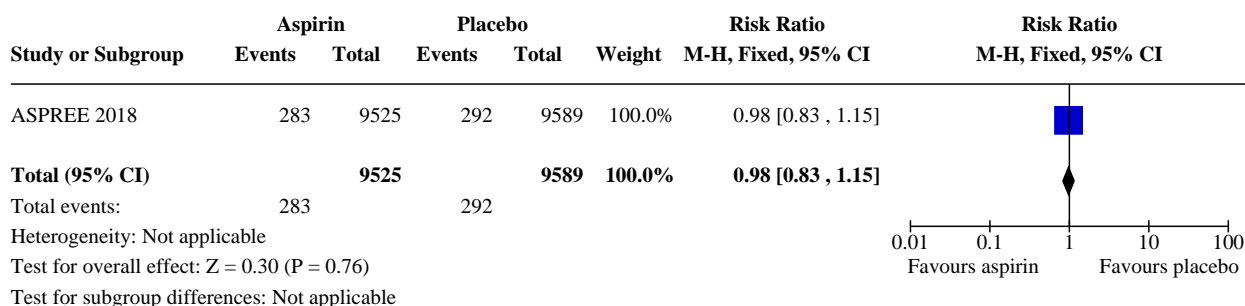 Aspirin Placebo Risk Ratio Risk Ratio
Study or Subgroup Events Total Events Total Weight M-H, Fixed, 95% CI M-H, Fixed, 95% CI
ASPREE 2018 283 9525 292 9589 100.0% 0.98 [0.83 , 1.15]
Total (95% CI) 9525 9589 100.0% 0.98 [0.83 , 1.15]
Total events: 283 292
Heterogeneity: Not applicable
0.01 0.1 1 10 100
Test for overall effect: Z = 0.30 (P = 0.76)
Favours aspirin Favours placebo
Test for subgroup differences: Not applicable